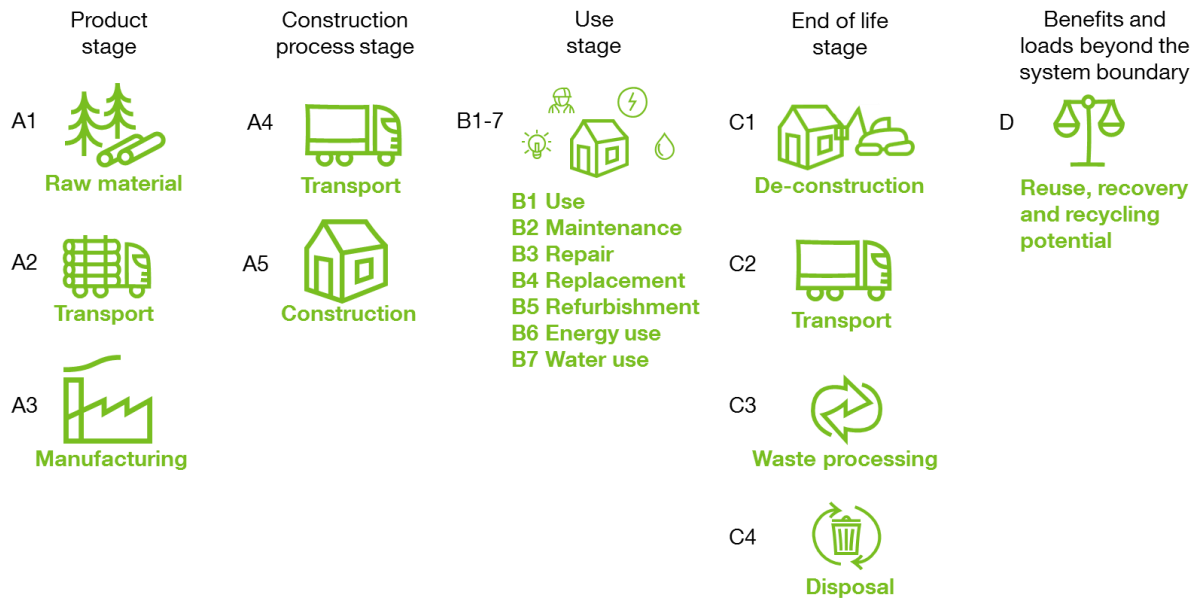 Product
stage
A1
Raw material
A2
Transport
A3
Manufacturing
Construction
process stage
A4
Transport
A5
Construction
Use
stage
B1-7
B1 Use
B2 Maintenance
B3 Repair
B4 Replacement
B5 Refurbishment
B6 Energy use
B7 Water use
End of life
stage
C1
De-construction
C2
Transport
C3
Waste processing
C4
Disposal
Benefits and
loads beyond the
system boundary
D
Reuse, recovery
and recycling
potential